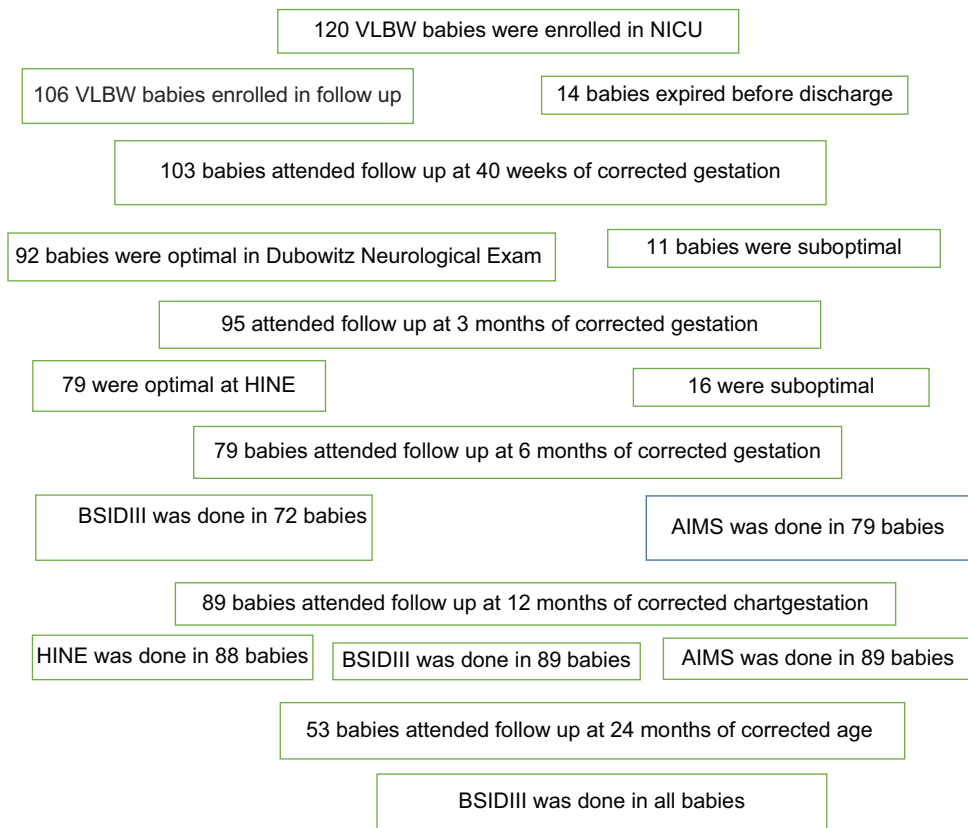 120 VLBW babies were enrolled in NICU
106 VLBW babies enrolled in follow up
14 babies expired before discharge
103 babies attended follow up at 40 weeks of corrected gestation
92 babies were optimal in Dubowitz Neurological Exam
11 babies were suboptimal
95 attended follow up at 3 months of corrected gestation
79 were optimal at HINE
16 were suboptimal
79 babies attended follow up at 6 months of corrected gestation
BSIDIII was done in 72 babies
AIMS was done in 79 babies
89 babies attended follow up at 12 months of corrected chartgestation
HINE was done in 88 babies
BSIDIII was done in 89 babies
AIMS was done in 89 babies
53 babies attended follow up at 24 months of corrected age
BSIDIII was done in all babies